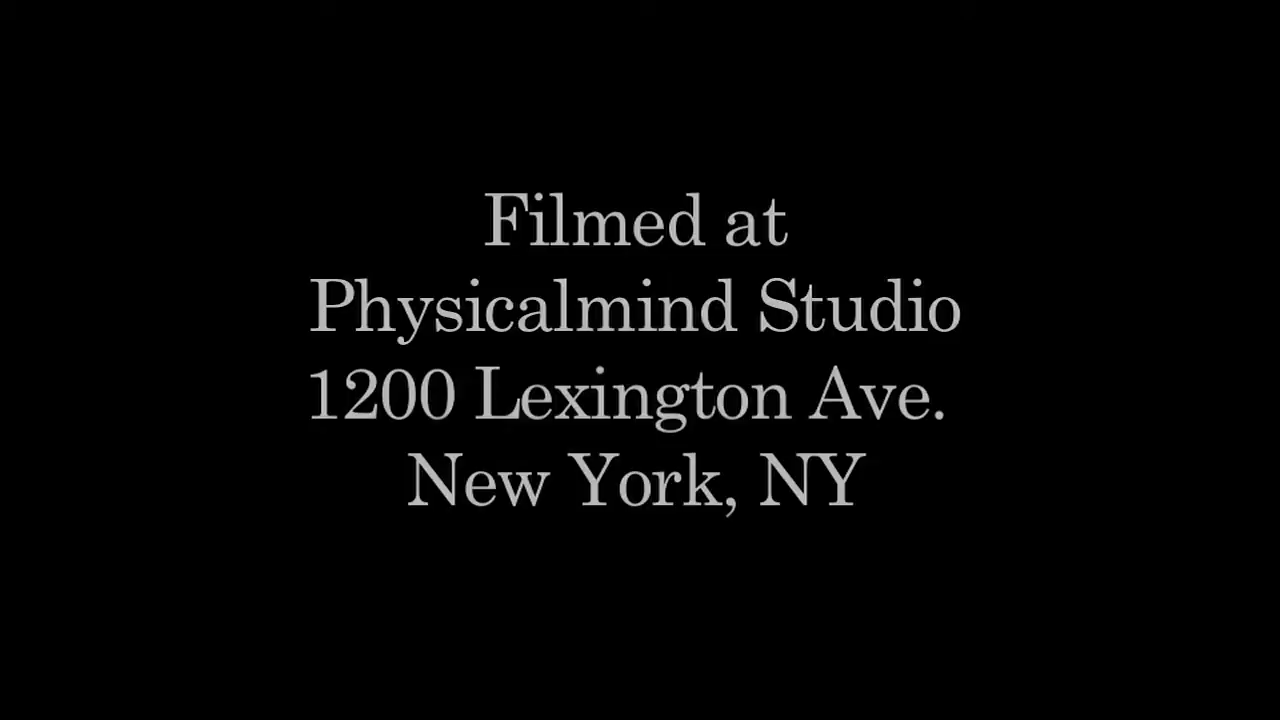 Filmed at
Physicalmind Studio
1200 Lexington Ave.
New York, NY